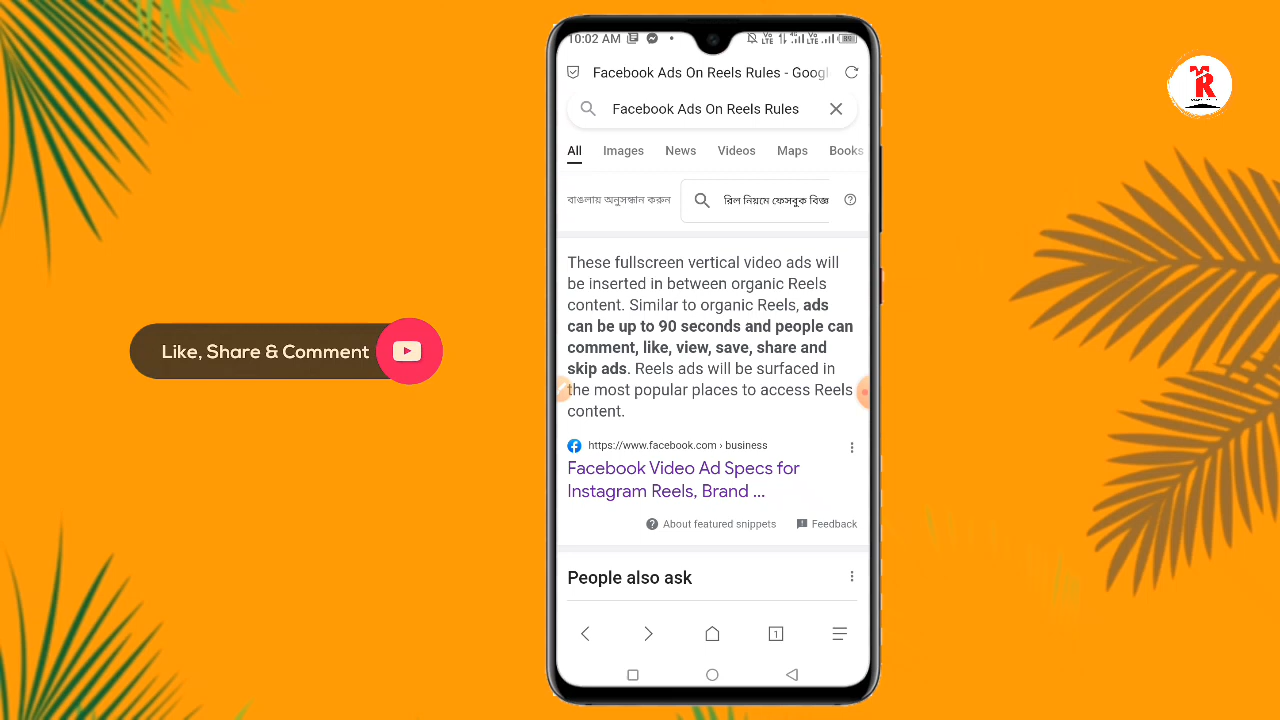 10:02 AM
Facebook Ads On Reels Rules - Googl
Facebook Ads On Reels Rules
All Images News Videos Maps Books
বাঙলায় অনুসন্ধান করুন
রিল নিয়মে ফেসবুক বিজ্ঞ
These fullscreen vertical video ads will
be inserted in between organic Reels
content. Similar to organic Reels, ads
can be up to 90 seconds and people can
comment, like, view, save, share and
skip ads. Reels ads will be surfaced in
the most popular places to access Reels
content.
https://www.facebook.com › business
Facebook Video Ad Specs for
Instagram Reels, Brand ...
About featured snippets Feedback
People also ask
1
Like, Share & Comment
R